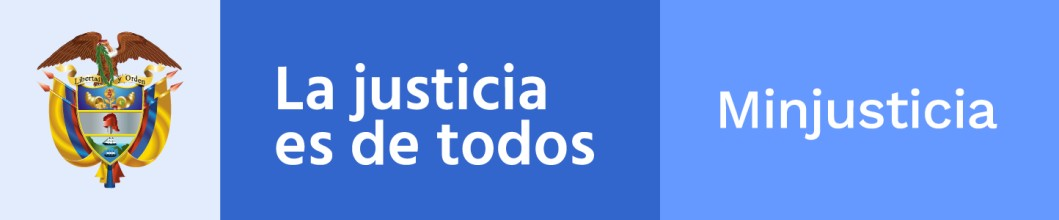 Libertad y Orden
La justicia
es de todos
Minjusticia